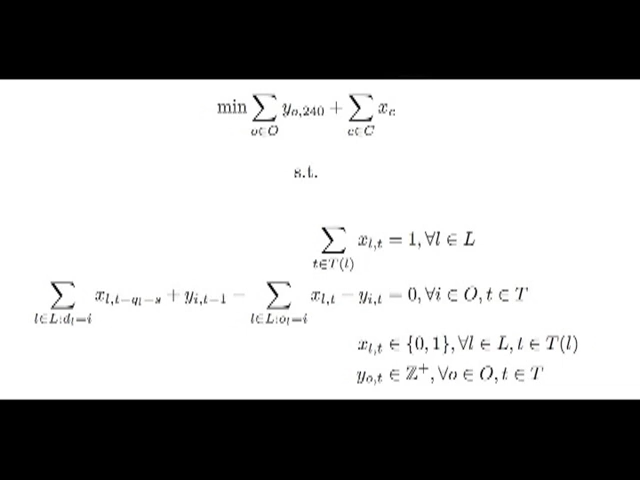 min ∑_{o∈O} y_{o,240} + ∑_{c∈C} x_c
s.t.
∑_{t∈T(l)} x_{l,t} = 1, ∀l ∈ L
∑_{l∈L:d_l=i} x_{l,t−q_l−s} + y_{i,t−1} − ∑_{l∈L:o_l=i} x_{l,t} − y_{i,t} = 0, ∀i ∈ O, t ∈ T
x_{l,t} ∈ {0, 1}, ∀l ∈ L, t ∈ T(l)
y_{o,t} ∈ ℤ⁺, ∀o ∈ O, t ∈ T